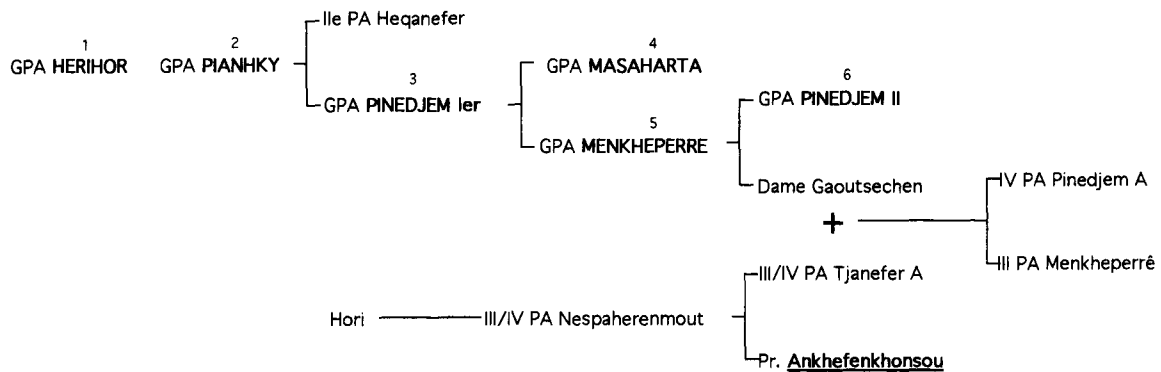 IIe PA Heqanefer
1 2 4
GPA HERIHOR GPA PIANHKY GPA MASAHARTA
3 6
GPA PINEDJEM Ier GPA PINEDJEM II
5
GPA MENKHEPERRE
Dame Gaoutsechen IV PA Pinedjem A
+
III PA Menkheperrê
III/IV PA Tjanefer A
Hori III/IV PA Nespaherenmout
Pr. Ankhefenkhonsou